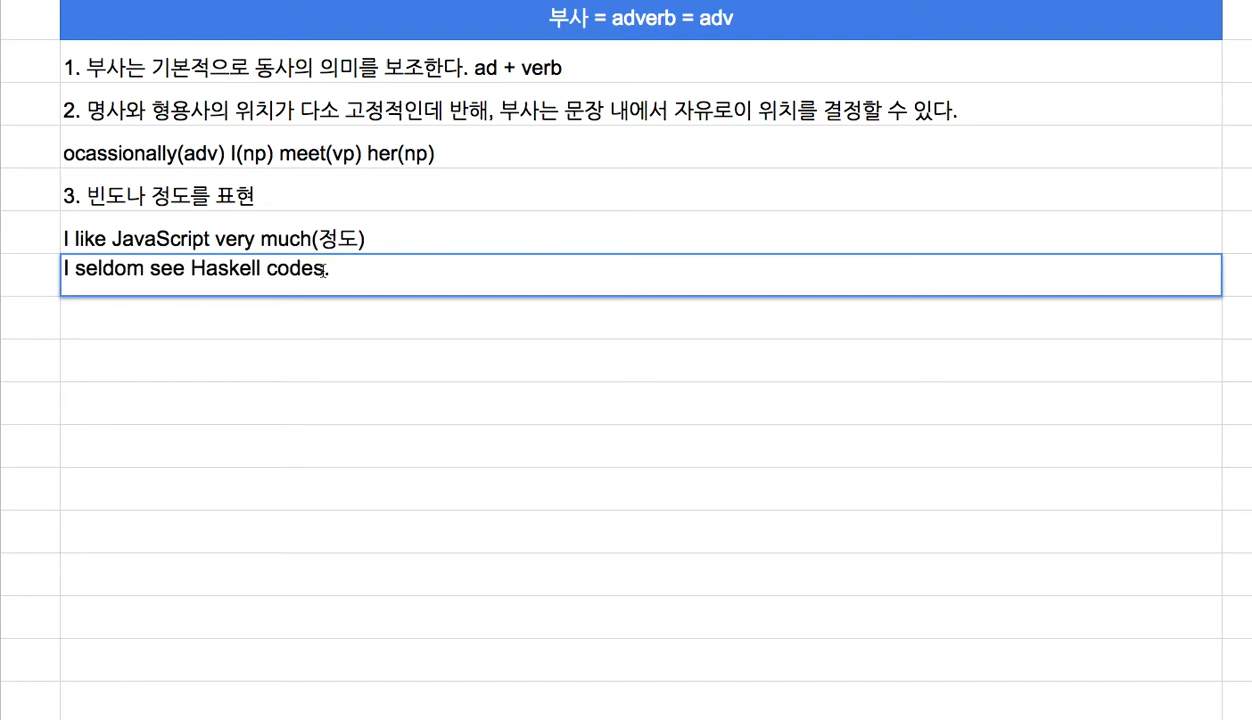 부사 = adverb = adv
1. 부사는 기본적으로 동사의 의미를 보조한다. ad + verb
2. 명사와 형용사의 위치가 다소 고정적인데 반해, 부사는 문장 내에서 자유로이 위치를 결정할 수 있다.
ocassionally(adv) I(np) meet(vp) her(np)
3. 빈도나 정도를 표현
I like JavaScript very much(정도)
I seldom see Haskell codes.